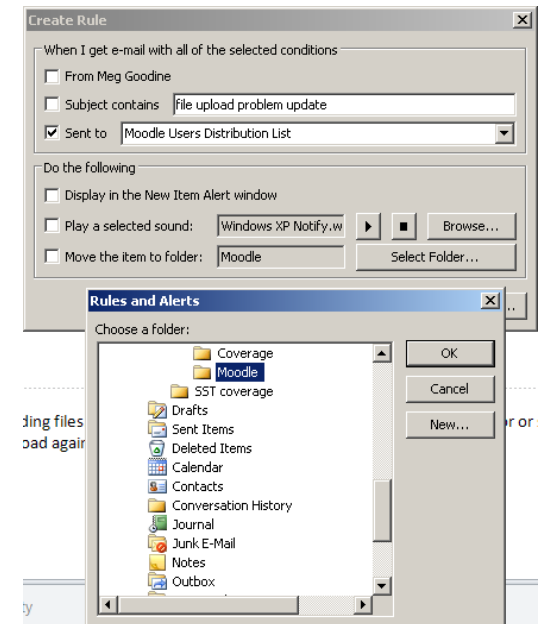 Create Rule
When I get e-mail with all of the selected conditions
From Meg Goodine
Subject contains file upload problem update
Sent to Moodle Users Distribution List
Do the following
Display in the New Item Alert window
Play a selected sound: Windows XP Notify.w Browse...
Move the item to folder: Moodle Select Folder...
Rules and Alerts
Choose a folder:
Coverage
OK
Moodle
SST coverage
Cancel
Drafts
Sent Items
New...
Deleted Items
Calendar
Contacts
Conversation History
Journal
Junk E-Mail
Notes
Outbox
ding files
or or
oad again
ty